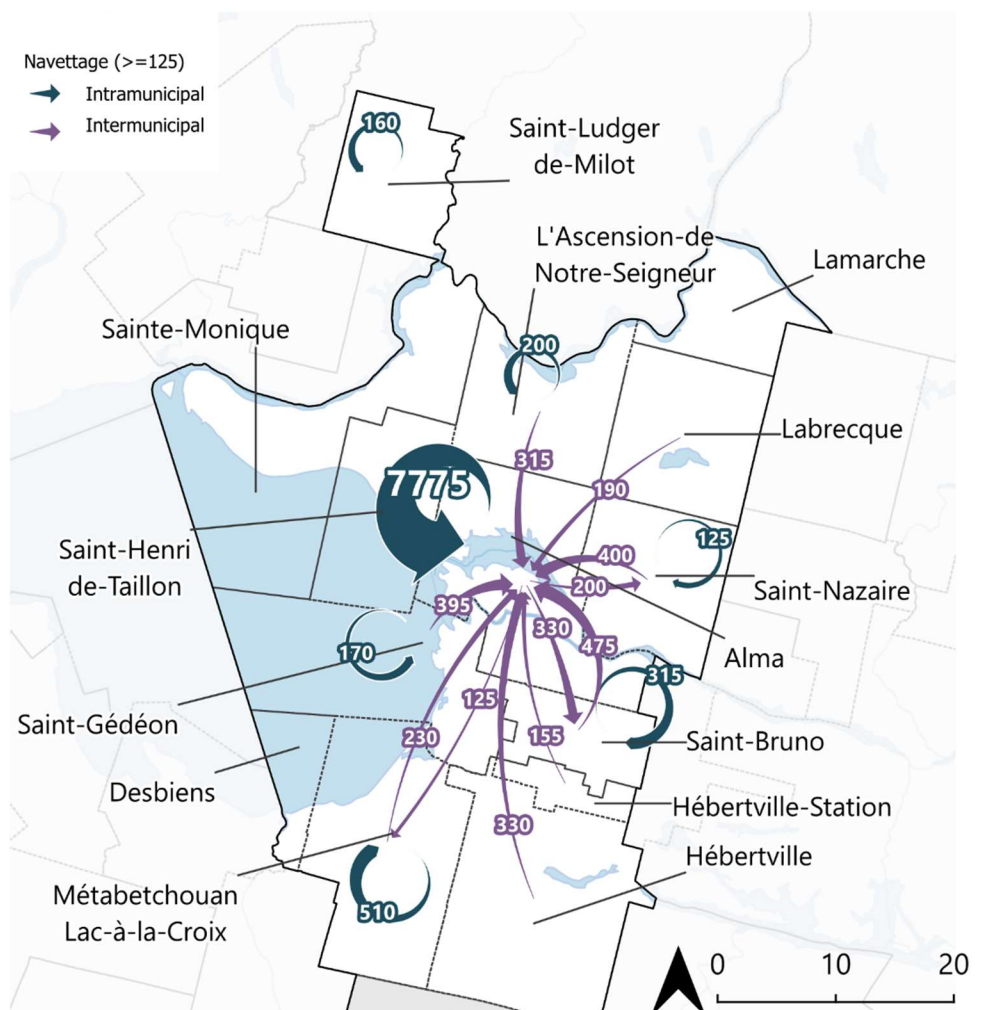 Navettage (>=125)
Intramunicipal
Intermunicipal
160
Saint-Ludger
de-Milot
L'Ascension-de
Notre-Seigneur
Lamarche
Sainte-Monique
200
Labrecque
315
7775
190
Saint-Henri
de-Taillon
400
125
200
Saint-Nazaire
395
330
475
170
Alma
315
Saint-Gédéon
125
230
155
Saint-Bruno
Desbiens
Hébertville-Station
330
Hébertville
Métabetchouan
Lac-à-la-Croix
510
0 10 20